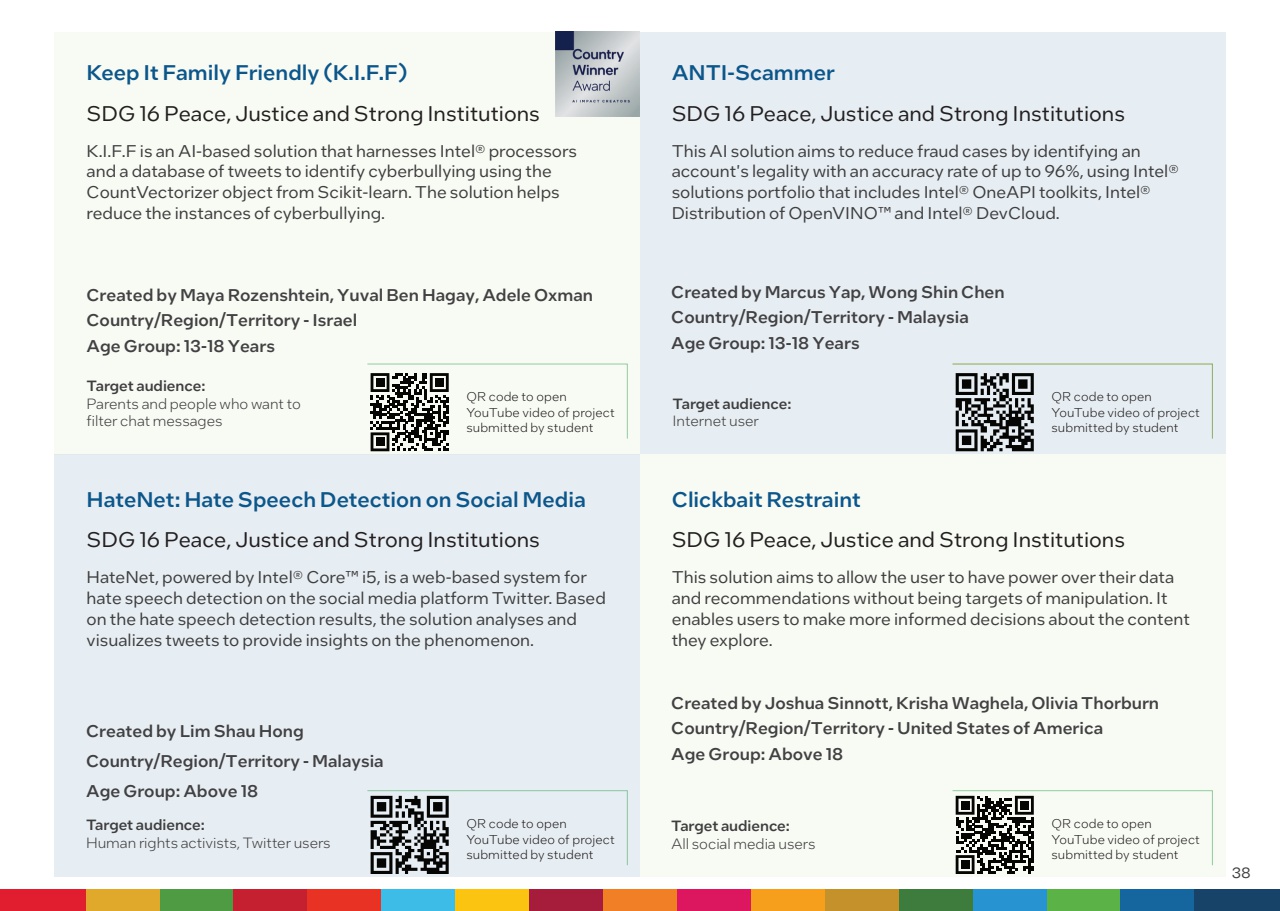 Keep It Family Friendly (K.I.F.F)
Country
Winner
Award
AI IMPACT CREATORS
SDG 16 Peace, Justice and Strong Institutions
K.I.F.F is an AI-based solution that harnesses Intel® processors
and a database of tweets to identify cyberbullying using the
CountVectorizer object from Scikit-learn. The solution helps
reduce the instances of cyberbullying.
Created by Maya Rozenshtein, Yuval Ben Hagay, Adele Oxman
Country/Region/Territory - Israel
Age Group: 13-18 Years
Target audience:
Parents and people who want to
filter chat messages
QR code to open
YouTube video of project
submitted by student
ANTI-Scammer
SDG 16 Peace, Justice and Strong Institutions
This AI solution aims to reduce fraud cases by identifying an
account's legality with an accuracy rate of up to 96%, using Intel®
solutions portfolio that includes Intel® OneAPI toolkits, Intel®
Distribution of OpenVINO™ and Intel® DevCloud.
Created by Marcus Yap, Wong Shin Chen
Country/Region/Territory - Malaysia
Age Group: 13-18 Years
Target audience:
Internet user
QR code to open
YouTube video of project
submitted by student
HateNet: Hate Speech Detection on Social Media
SDG 16 Peace, Justice and Strong Institutions
HateNet, powered by Intel® Core™ i5, is a web-based system for
hate speech detection on the social media platform Twitter. Based
on the hate speech detection results, the solution analyses and
visualizes tweets to provide insights on the phenomenon.
Created by Lim Shau Hong
Country/Region/Territory - Malaysia
Age Group: Above 18
Target audience:
Human rights activists, Twitter users
QR code to open
YouTube video of project
submitted by student
Clickbait Restraint
SDG 16 Peace, Justice and Strong Institutions
This solution aims to allow the user to have power over their data
and recommendations without being targets of manipulation. It
enables users to make more informed decisions about the content
they explore.
Created by Joshua Sinnott, Krisha Waghela, Olivia Thorburn
Country/Region/Territory - United States of America
Age Group: Above 18
Target audience:
All social media users
QR code to open
YouTube video of project
submitted by student
38